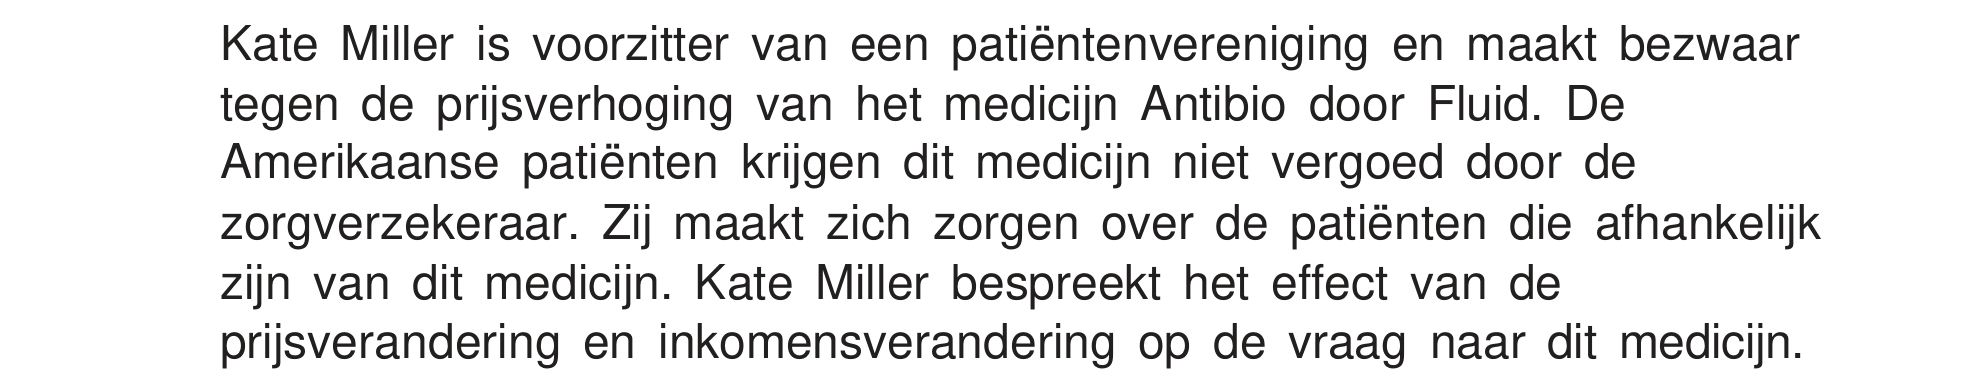 Kate Miller is voorzitter van een patiëntenvereniging en maakt bezwaar
tegen de prijsverhoging van het medicijn Antibio door Fluid. De
Amerikaanse patiënten krijgen dit medicijn niet vergoed door de
zorgverzekeraar. Zij maakt zich zorgen over de patiënten die afhankelijk
zijn van dit medicijn. Kate Miller bespreekt het effect van de
prijsverandering en inkomensverandering op de vraag naar dit medicijn.